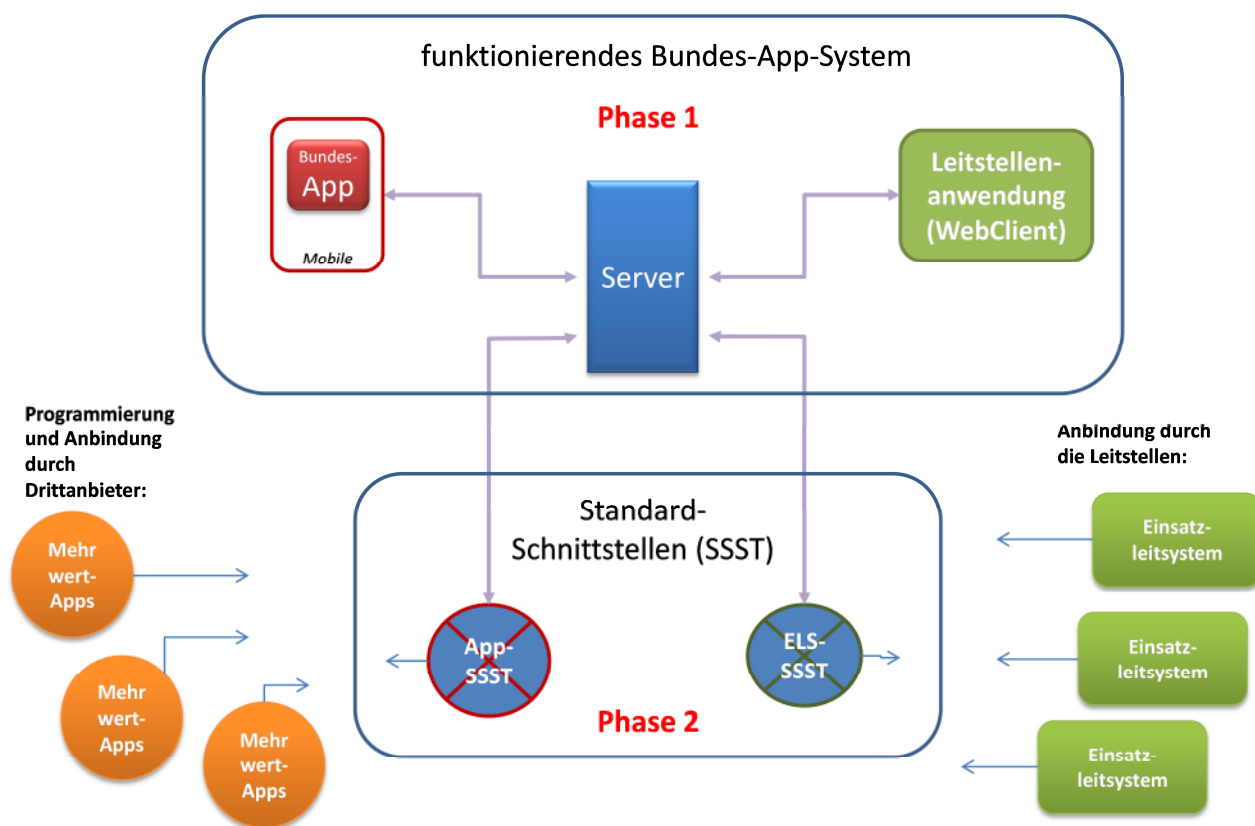 funktionierendes Bundes-App-System
Phase 1
Bundes-
App
Mobile
Server
Leitstellen-
anwendung
(WebClient)
Programmierung
und Anbindung
durch
Drittanbieter:
Mehr
wert-
Apps
Mehr
wert-
Apps
Mehr
wert-
Apps
Standard-
Schnittstellen (SSST)
App-
SSST
ELS-
SSST
Phase 2
Anbindung durch
die Leitstellen:
Einsatz-
leitsystem
Einsatz-
leitsystem
Einsatz-
leitsystem